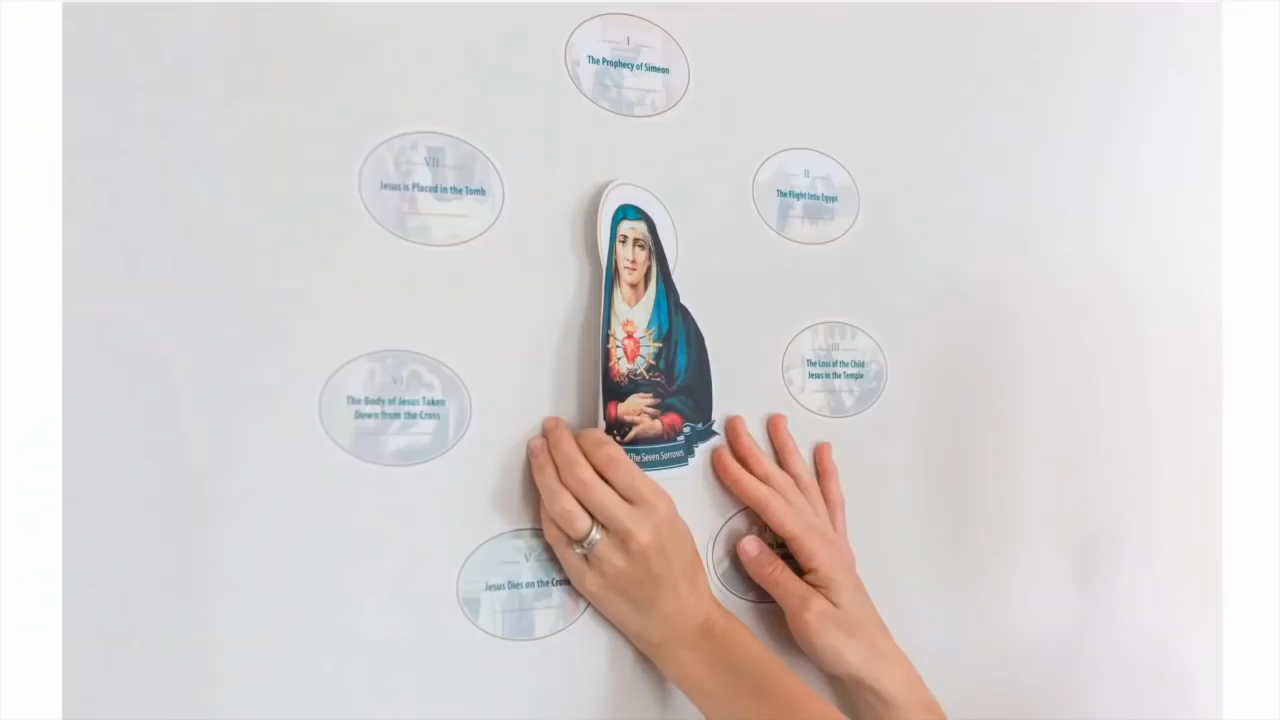 I
The Prophecy of Simeon
II
The Flight Into Egypt
III
The Loss of the Child
Jesus in the Temple
V
Jesus Dies on the Cross
VI
The Body of Jesus Taken
Down from the Cross
VII
Jesus is Placed in the Tomb
The Seven Sorrows